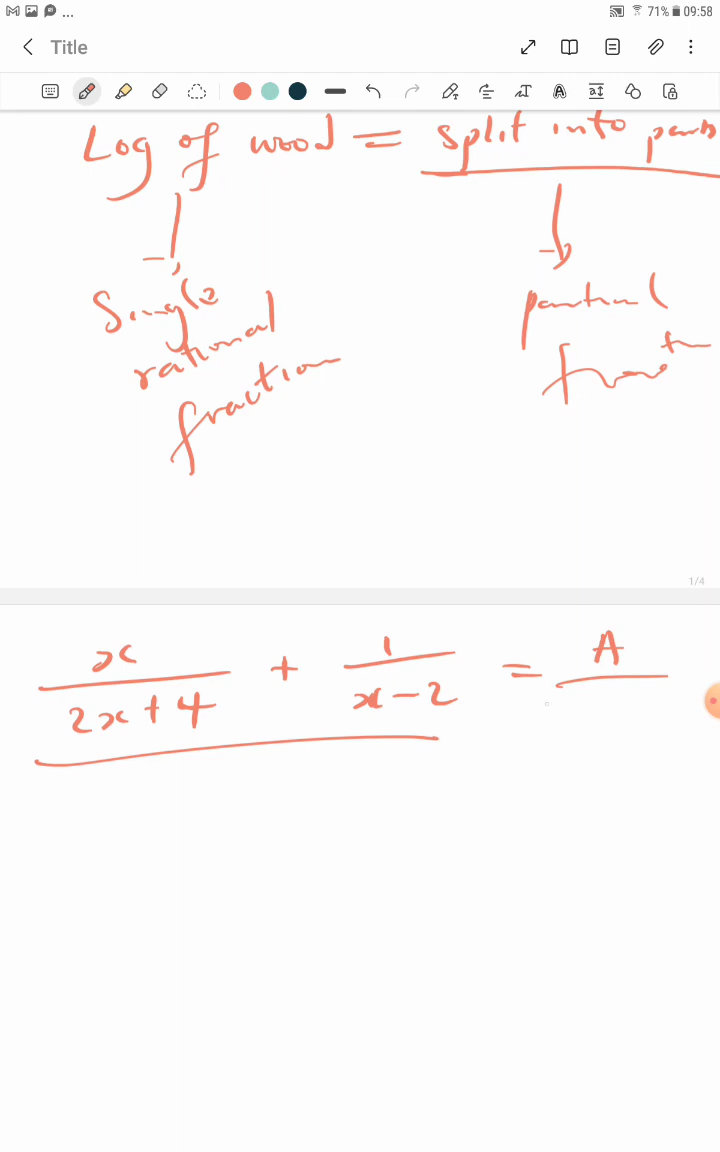 71% 09:58
Title
Log of wood = split into parts
Single partial
rational
fraction
1/4
x/(2x + 4) + 1/(x - 2) = A